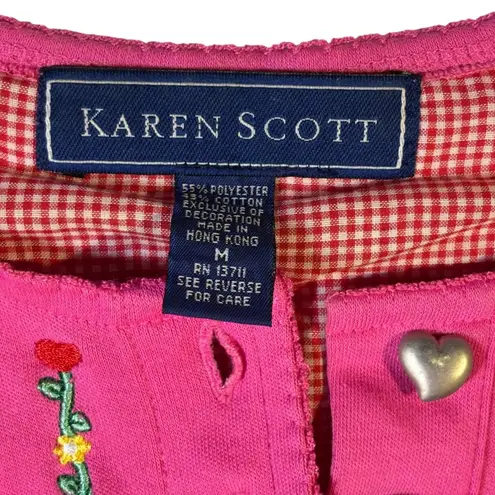 KAREN SCOTT
55% POLYESTER
45% COTTON
EXCLUSIVE OF
DECORATION
MADE IN
HONG KONG
M
RN 13711
SEE REVERSE
FOR CARE